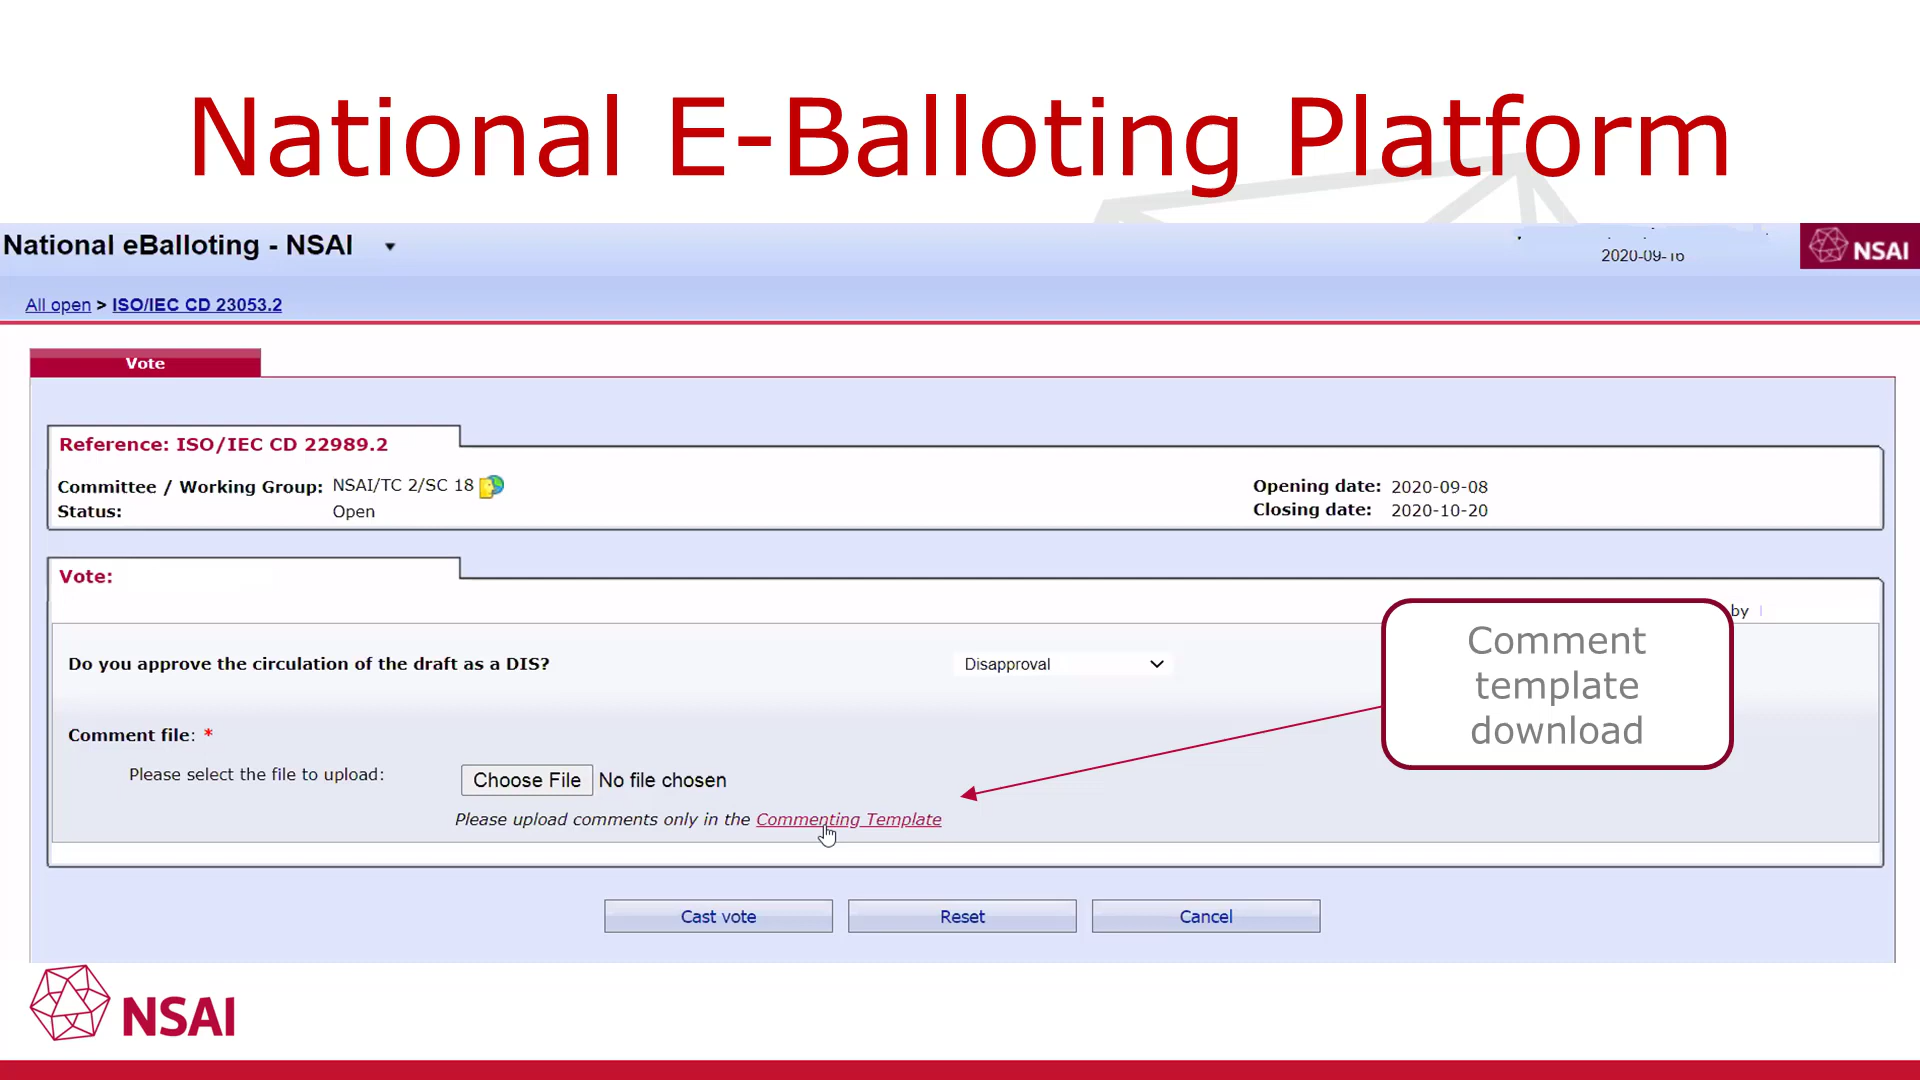 National E-Balloting Platform
National eBalloting - NSAI
2020-09-16
NSAI
All open > ISO/IEC CD 23053.2
Vote
Reference: ISO/IEC CD 22989.2
Committee / Working Group: NSAI/TC 2/SC 18
Opening date: 2020-09-08
Status: Open
Closing date: 2020-10-20
Vote:
by
Do you approve the circulation of the draft as a DIS? Disapproval
Comment
template
download
Comment file: *
Please select the file to upload: Choose File No file chosen
Please upload comments only in the Commenting Template
Cast vote Reset Cancel
NSAI